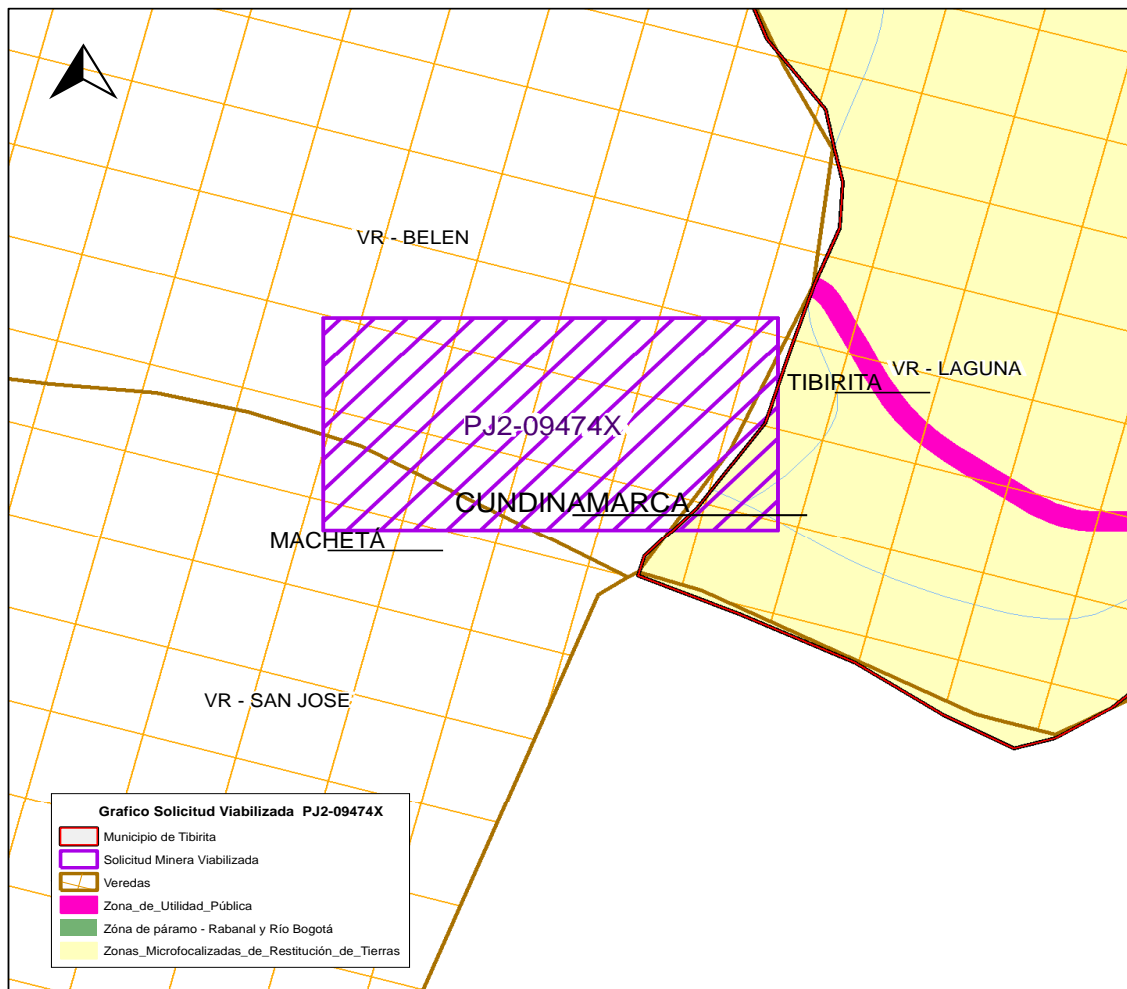 VR - BELEN
VR - LAGUNA
TIBIRITA
PJ2-09474X
CUNDINAMARCA
MACHETÁ
VR - SAN JOSE
Grafico Solicitud Viabilizada PJ2-09474X
Municipio de Tibirita
Solicitud Minera Viabilizada
Veredas
Zona_de_Utilidad_Pública
Zóna de páramo - Rabanal y Río Bogotá
Zonas_Microfocalizadas_de_Restitución_de_Tierras